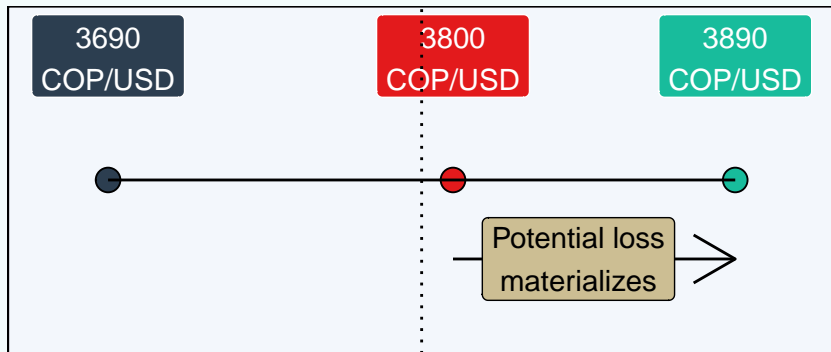 3690
COP/USD
3800
COP/USD
3890
COP/USD
Potential loss
materializes